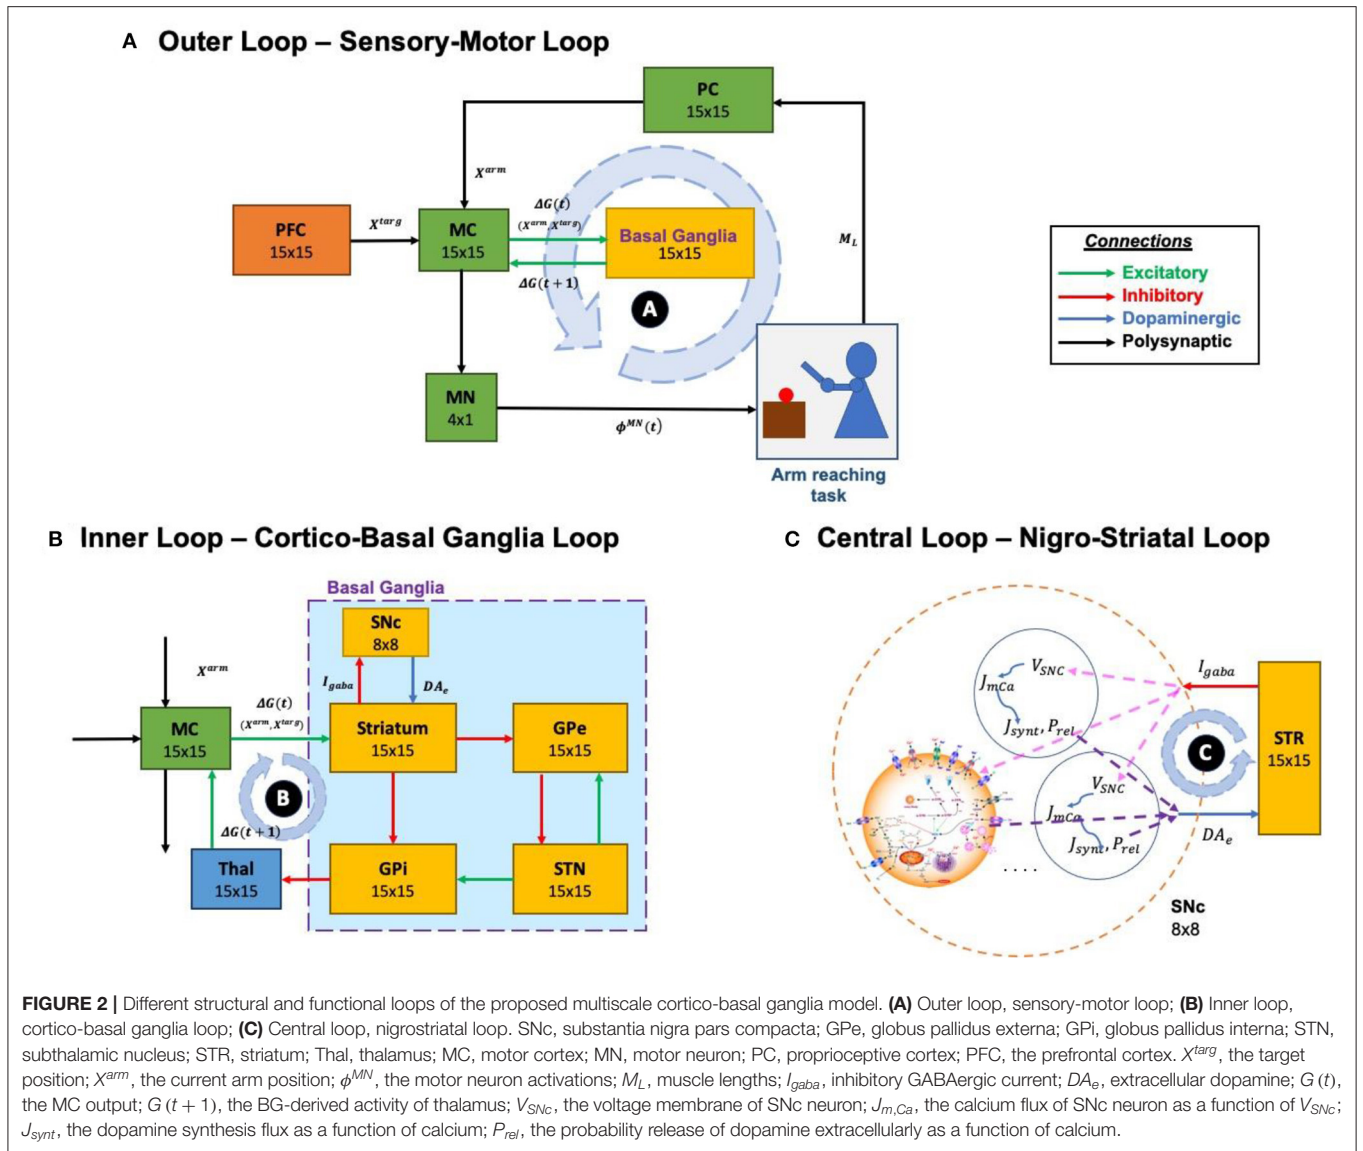 A Outer Loop – Sensory-Motor Loop
PC
15x15
X^arm
PFC
15x15
X^targ
MC
15x15
ΔG(t)
(X^arm, X^targ)
ΔG(t + 1)
Basal Ganglia
15x15
A
M_L
MN
4x1
ϕ^MN(t)
Arm reaching
task
Connections
Excitatory
Inhibitory
Dopaminergic
Polysynaptic
B Inner Loop – Cortico-Basal Ganglia Loop
Basal Ganglia
SNc
8x8
X^arm
I_gaba
DA_e
ΔG(t)
(X^arm, X^targ)
MC
15x15
Striatum
15x15
GPe
15x15
B
ΔG(t + 1)
Thal
15x15
GPi
15x15
STN
15x15
C Central Loop – Nigro-Striatal Loop
V_SNC
J_mCa
J_synt, P_rel
I_gaba
STR
15x15
C
V_SNC
J_mCa
J_synt, P_rel
DA_e
. . . .
SNc
8x8
FIGURE 2 | Different structural and functional loops of the proposed multiscale cortico-basal ganglia model. (A) Outer loop, sensory-motor loop; (B) Inner loop,
cortico-basal ganglia loop; (C) Central loop, nigrostriatal loop. SNc, substantia nigra pars compacta; GPe, globus pallidus externa; GPi, globus pallidus interna; STN,
subthalamic nucleus; STR, striatum; Thal, thalamus; MC, motor cortex; MN, motor neuron; PC, proprioceptive cortex; PFC, the prefrontal cortex. X^targ, the target
position; X^arm, the current arm position; ϕ^MN, the motor neuron activations; M_L, muscle lengths; I_gaba, inhibitory GABAergic current; DA_e, extracellular dopamine; G (t),
the MC output; G (t + 1), the BG-derived activity of thalamus; V_SNc, the voltage membrane of SNc neuron; J_m,Ca, the calcium flux of SNc neuron as a function of V_SNc;
J_synt, the dopamine synthesis flux as a function of calcium; P_rel, the probability release of dopamine extracellularly as a function of calcium.